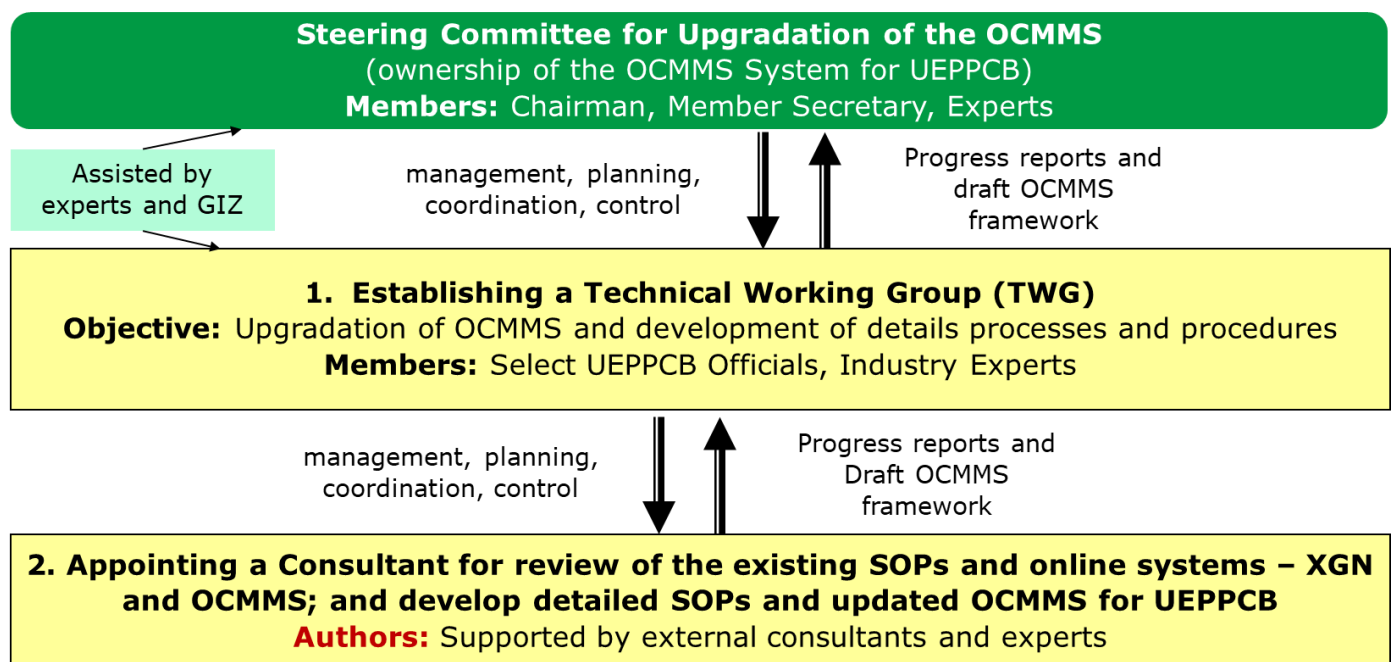 Steering Committee for Upgradation of the OCMMS
(ownership of the OCMMS System for UEPPCB)
Members: Chairman, Member Secretary, Experts
Assisted by
experts and GIZ
management, planning,
coordination, control
Progress reports and
draft OCMMS
framework
1. Establishing a Technical Working Group (TWG)
Objective: Upgradation of OCMMS and development of details processes and procedures
Members: Select UEPPCB Officials, Industry Experts
management, planning,
coordination, control
Progress reports and
Draft OCMMS
framework
2. Appointing a Consultant for review of the existing SOPs and online systems – XGN
and OCMMS; and develop detailed SOPs and updated OCMMS for UEPPCB
Authors: Supported by external consultants and experts